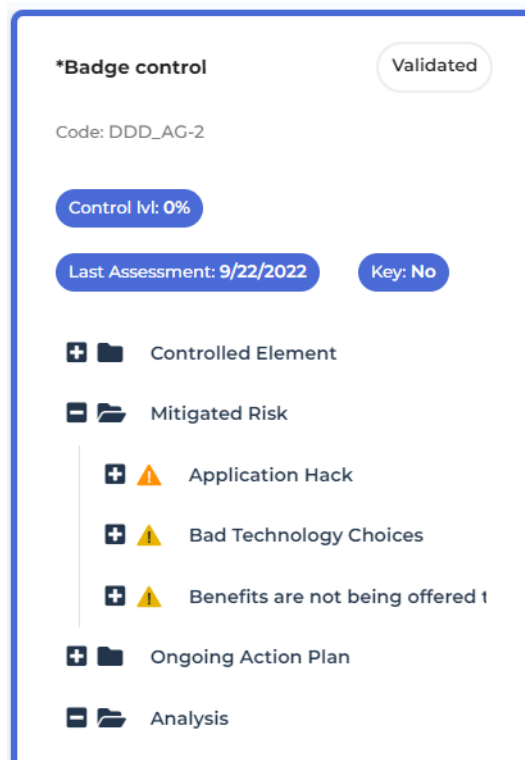 *Badge control
Validated
Code: DDD_AG-2
Control lvl: 0%
Last Assessment: 9/22/2022
Key: No
Controlled Element
Mitigated Risk
Application Hack
Bad Technology Choices
Benefits are not being offered t
Ongoing Action Plan
Analysis